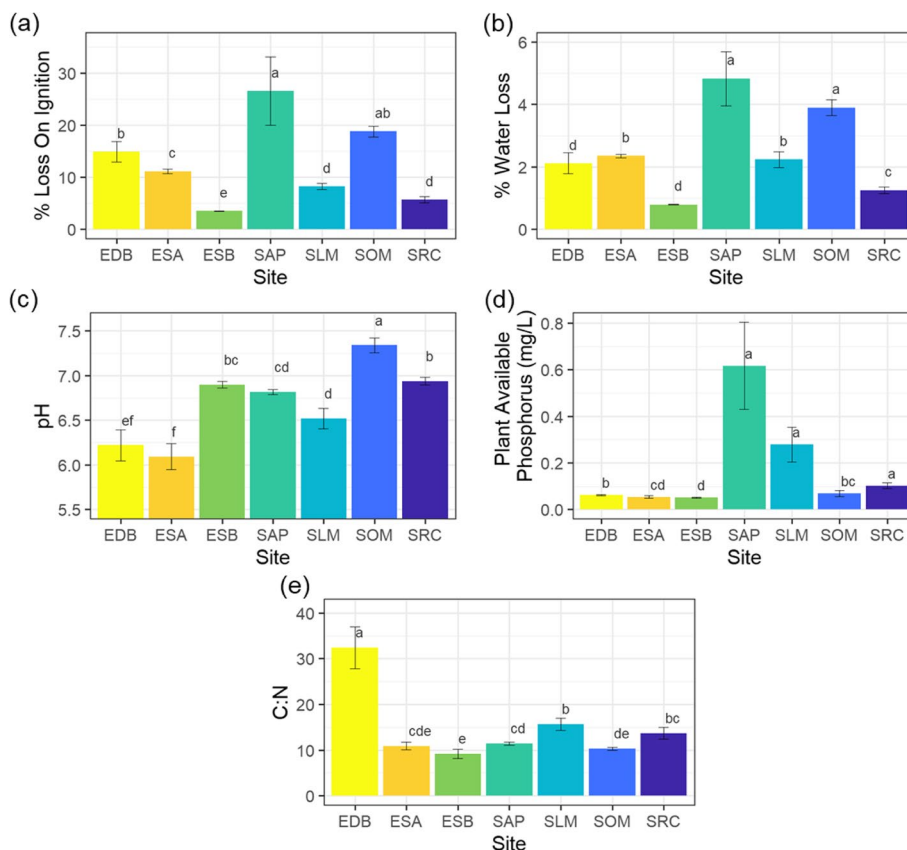 (a)
% Loss On Ignition
30
20
10
0
b
c
e
a
d
ab
d
EDB ESA ESB SAP SLM SOM SRC
Site
(b)
% Water Loss
6
4
2
0
d
b
d
a
b
a
c
EDB ESA ESB SAP SLM SOM SRC
Site
(c)
pH
7.5
7.0
6.5
6.0
5.5
ef
f
bc
cd
d
a
b
EDB ESA ESB SAP SLM SOM SRC
Site
(d)
Plant Available
Phosphorus (mg/L)
0.8
0.6
0.4
0.2
0.0
b
cd
d
a
a
bc
a
EDB ESA ESB SAP SLM SOM SRC
Site
(e)
C:N
40
30
20
10
0
a
cde
e
cd
b
de
bc
EDB ESA ESB SAP SLM SOM SRC
Site